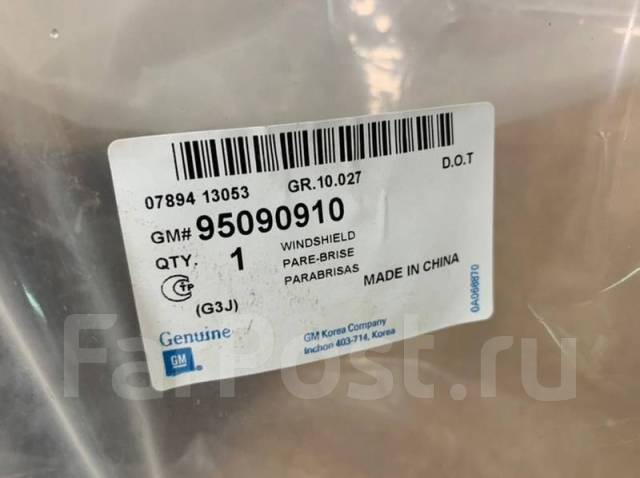 07894 13053 GR.10.027 D.O.T
GM# 95090910
QTY. 1 WINDSHIELD
PARE-BRISE
PARABRISAS
MADE IN CHINA
(G3J)
Genuine
GM
GM Korea Company
Inchon 403-714, Korea
0A066870
FarPost.ru